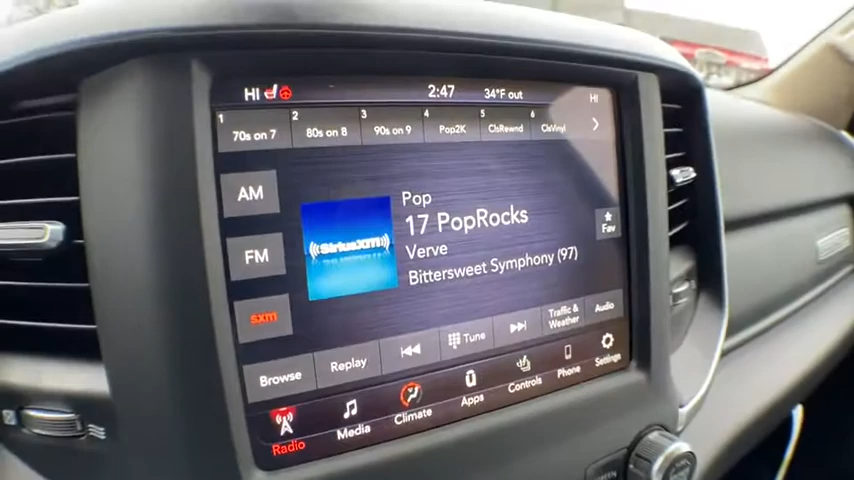 HI 2:47 34°F out HI
1 70s on 7 2 80s on 8 3 90s on 9 4 Pop2K 5 ClsRewnd 6 ClsVinyl
AM
FM
sxm
SiriusXM
Pop
17 PopRocks
Verve
Bittersweet Symphony (97)
Fav
Browse Replay Tune Traffic & Weather Audio
Radio Media Climate Apps Controls Phone Settings